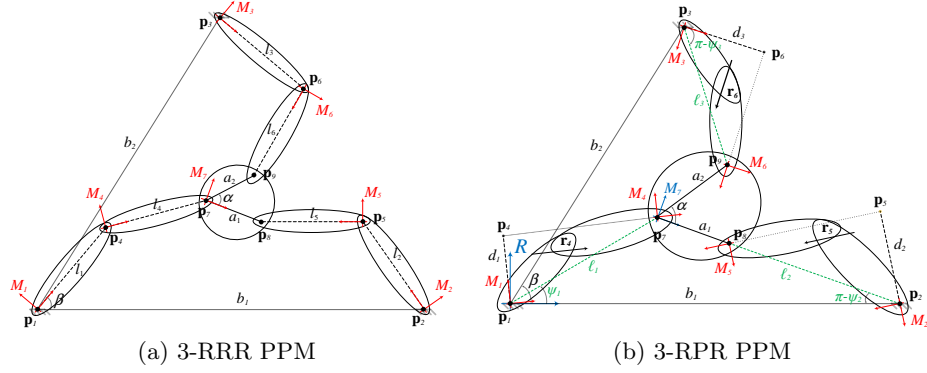 M₃
p₃
l₃
p₆
M₆
b₂
l₆
M₇
a₂
p₉
M₄
l₄
α
M₅
p₇
a₁
p₄
p₈
l₅
p₅
l₁
l₂
M₁
β
M₂
p₁
b₁
p₂
(a) 3-RRR PPM
p₃
d₃
π-ψ₃
p₆
M₃
r₆
ℓ₃
b₂
p₉
M₆
a₂
M₄
M₇
α
p₅
p₄
p₇
a₁
p₈
r₅
R
r₄
d₁
M₅
d₂
ℓ₁
ℓ₂
M₁
β
ψ₁
b₁
π-ψ₂
p₂
p₁
M₂
(b) 3-RPR PPM